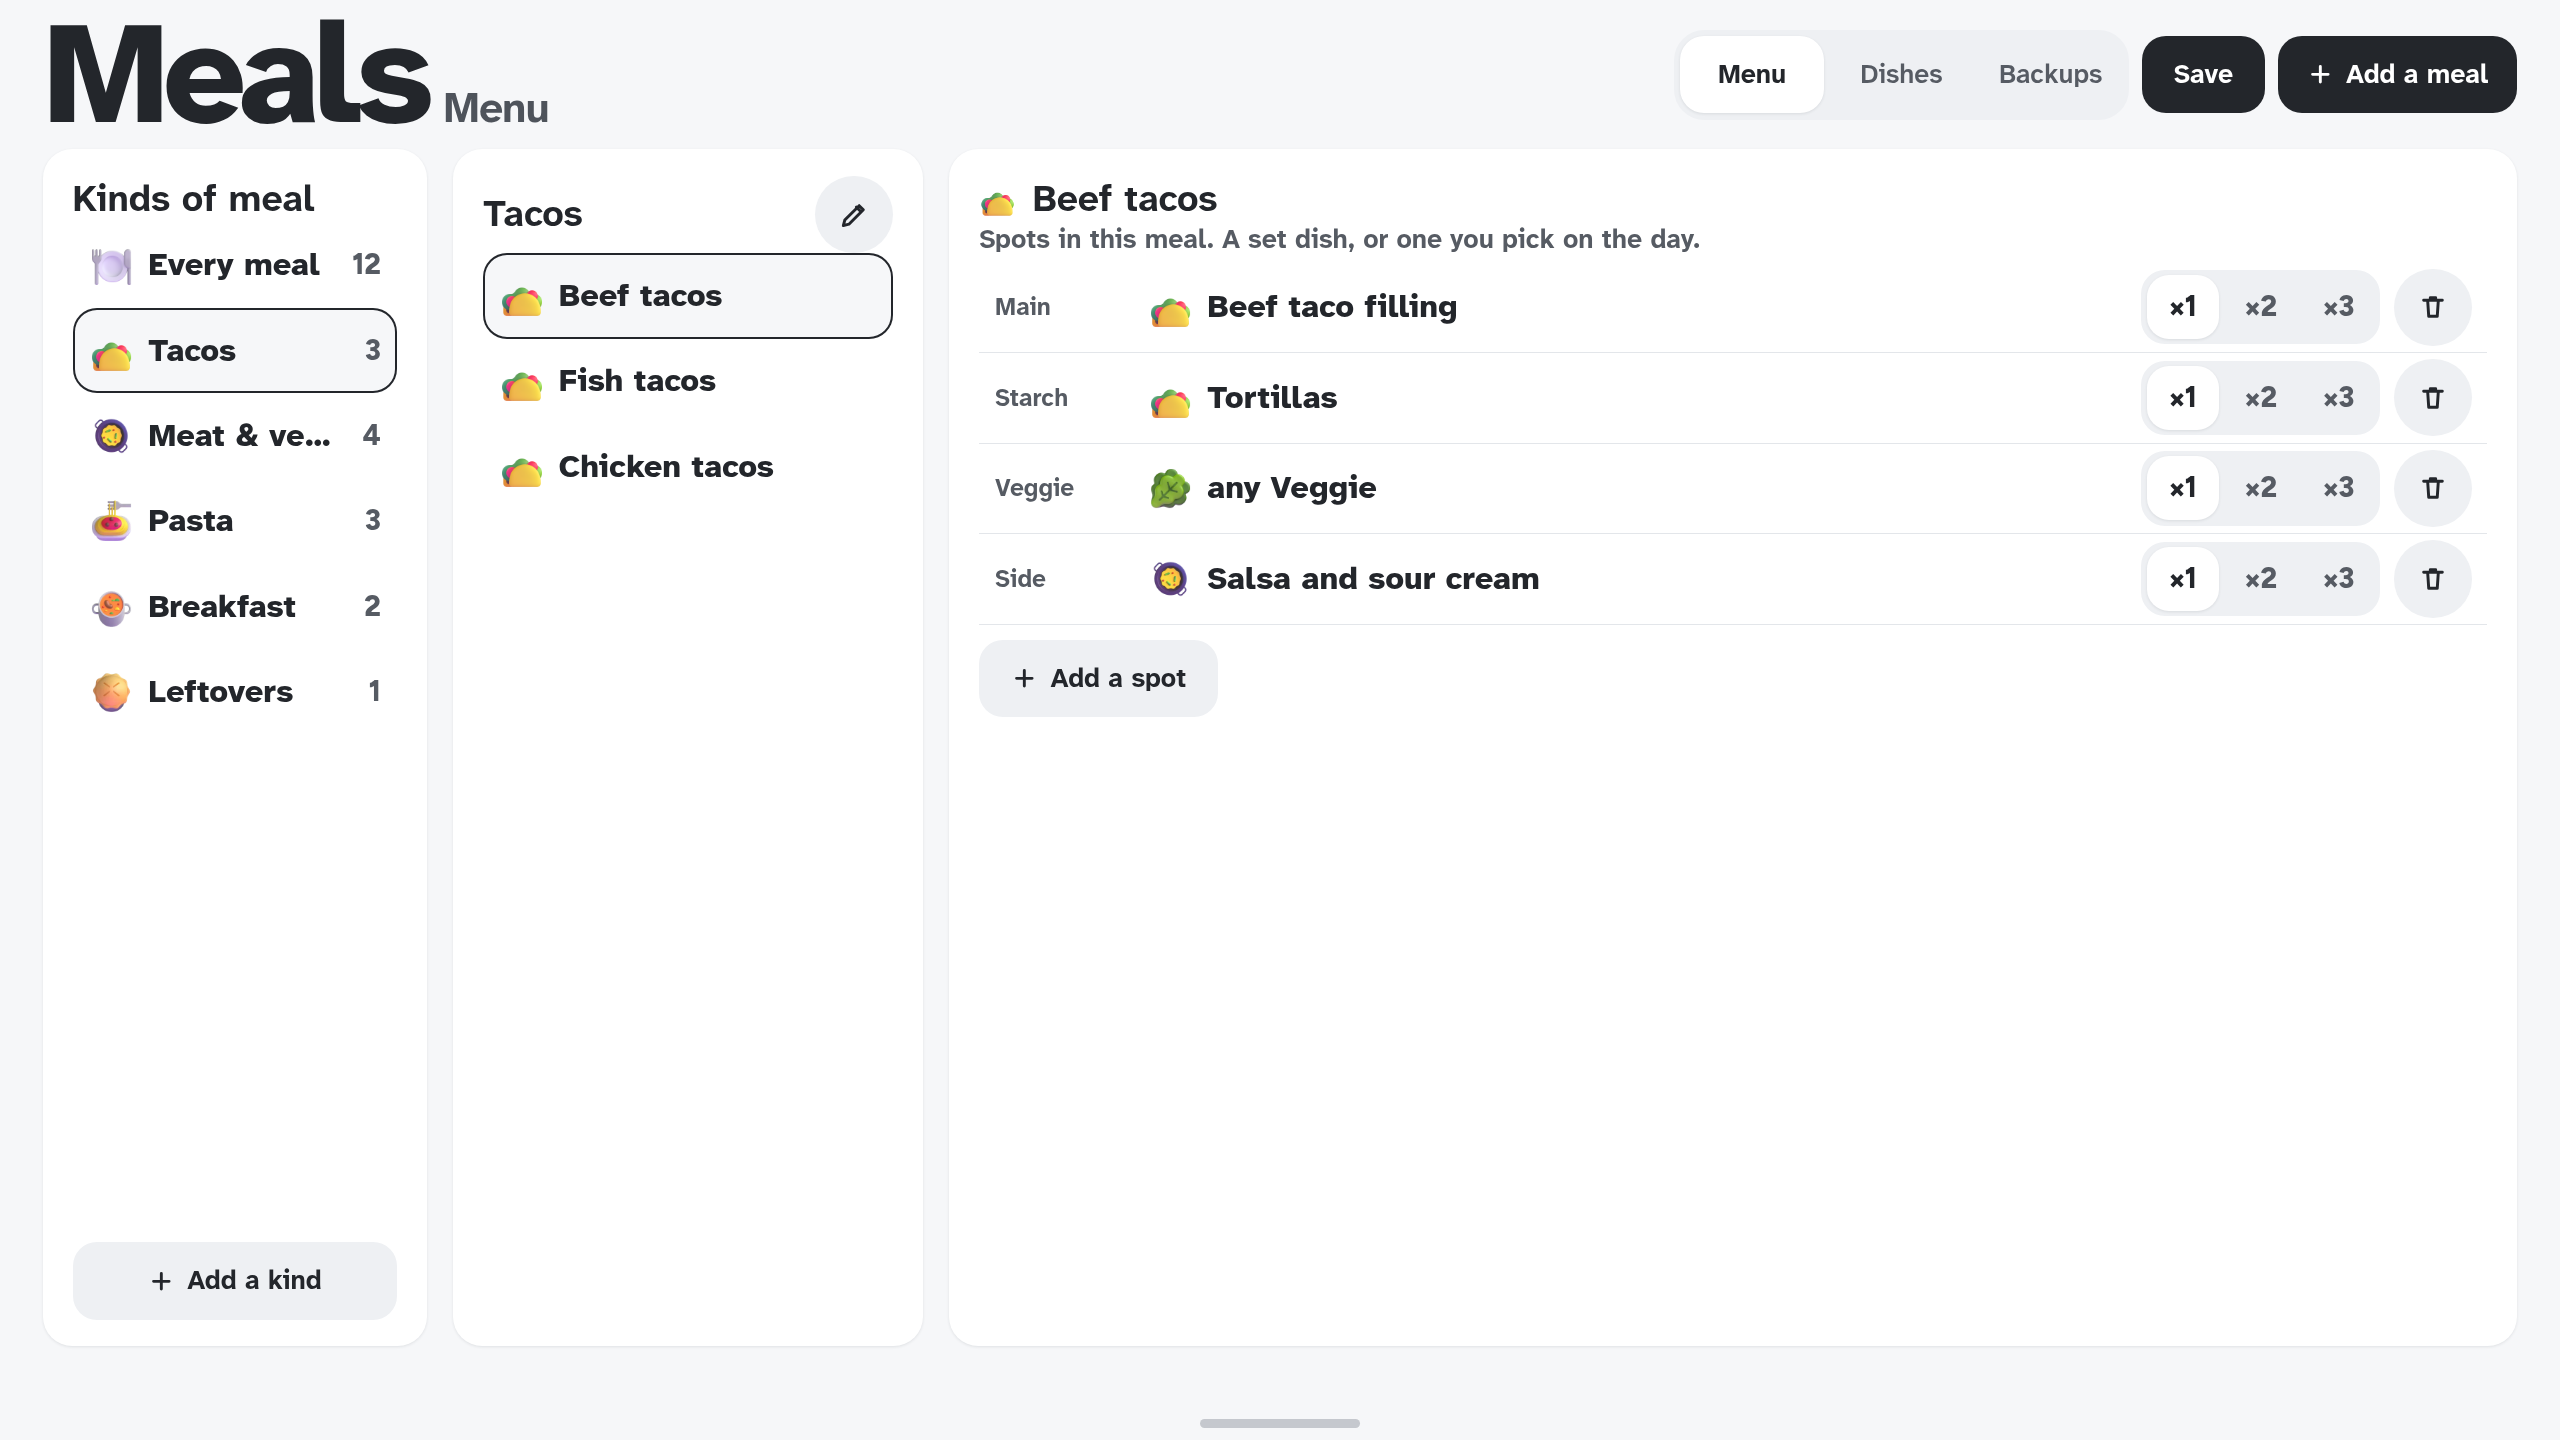 Meals Menu
Menu
Dishes
Backups
Save
+ Add a meal
Kinds of meal
Every meal 12
Tacos 3
Meat & ve... 4
Pasta 3
Breakfast 2
Leftovers 1
+ Add a kind
Tacos
Beef tacos
Fish tacos
Chicken tacos
Beef tacos
Spots in this meal. A set dish, or one you pick on the day.
Main Beef taco filling ×1 ×2 ×3
Starch Tortillas ×1 ×2 ×3
Veggie any Veggie ×1 ×2 ×3
Side Salsa and sour cream ×1 ×2 ×3
+ Add a spot